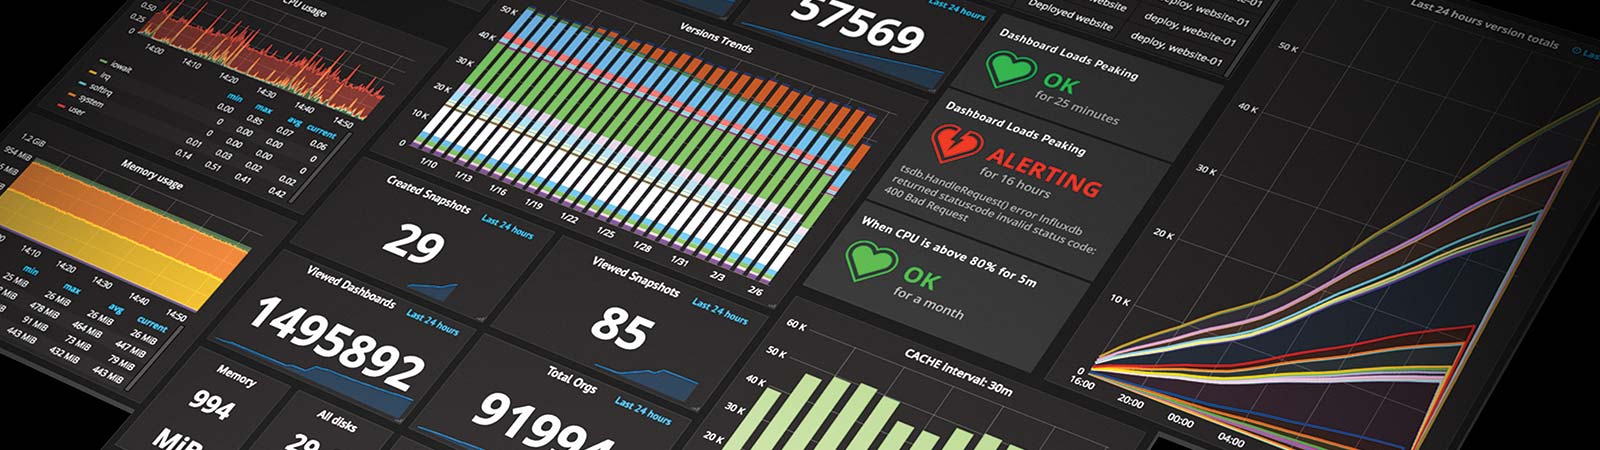 CPU usage
0.50
0.25
0
14:00
14:10
14:20
14:30
14:40
14:50
min max avg current
iowait 0.00 0.85 0.07 0.06
irq 0 0 0 0
softirq 0 0.00 0.00 0
system 0.01 0.03 0.02 0.02
user 0.14 0.51 0.41 0.42
Memory usage
1.2 GiB
954 MiB
14:10
14:20
14:30
14:40
14:50
min max avg current
25 MiB 26 MiB 26 MiB 26 MiB
478 MiB 464 MiB 447 MiB
91 MiB 73 MiB 79 MiB
443 MiB 432 MiB 443 MiB
Versions Trends
50 K
40 K
30 K
20 K
10 K
0
1/10
1/13
1/16
1/19
1/22
1/25
1/28
1/31
2/3
2/6
57569
Last 24 hours
Created Snapshots
Last 24 hours
29
Viewed Dashboards
Last 24 hours
1495892
Viewed Snapshots
Last 24 hours
85
Total Orgs
Last 24 hours
91994
Memory
994
MiB
All disks
29
Deployed website deploy, website-01
deploy, website-01
deploy, website-01
Dashboard Loads Peaking
OK
for 25 minutes
Dashboard Loads Peaking
ALERTING
for 16 hours
tsdb.HandleRequest() error Influxdb
returned statuscode invalid status code:
400 Bad Request
When CPU is above 80% for 5m
OK
for a month
CACHE Interval: 30m
60 K
50 K
40 K
30 K
20 K
Last 24 hours version totals
50 K
40 K
30 K
20 K
10 K
0
16:00
20:00
00:00
04:00